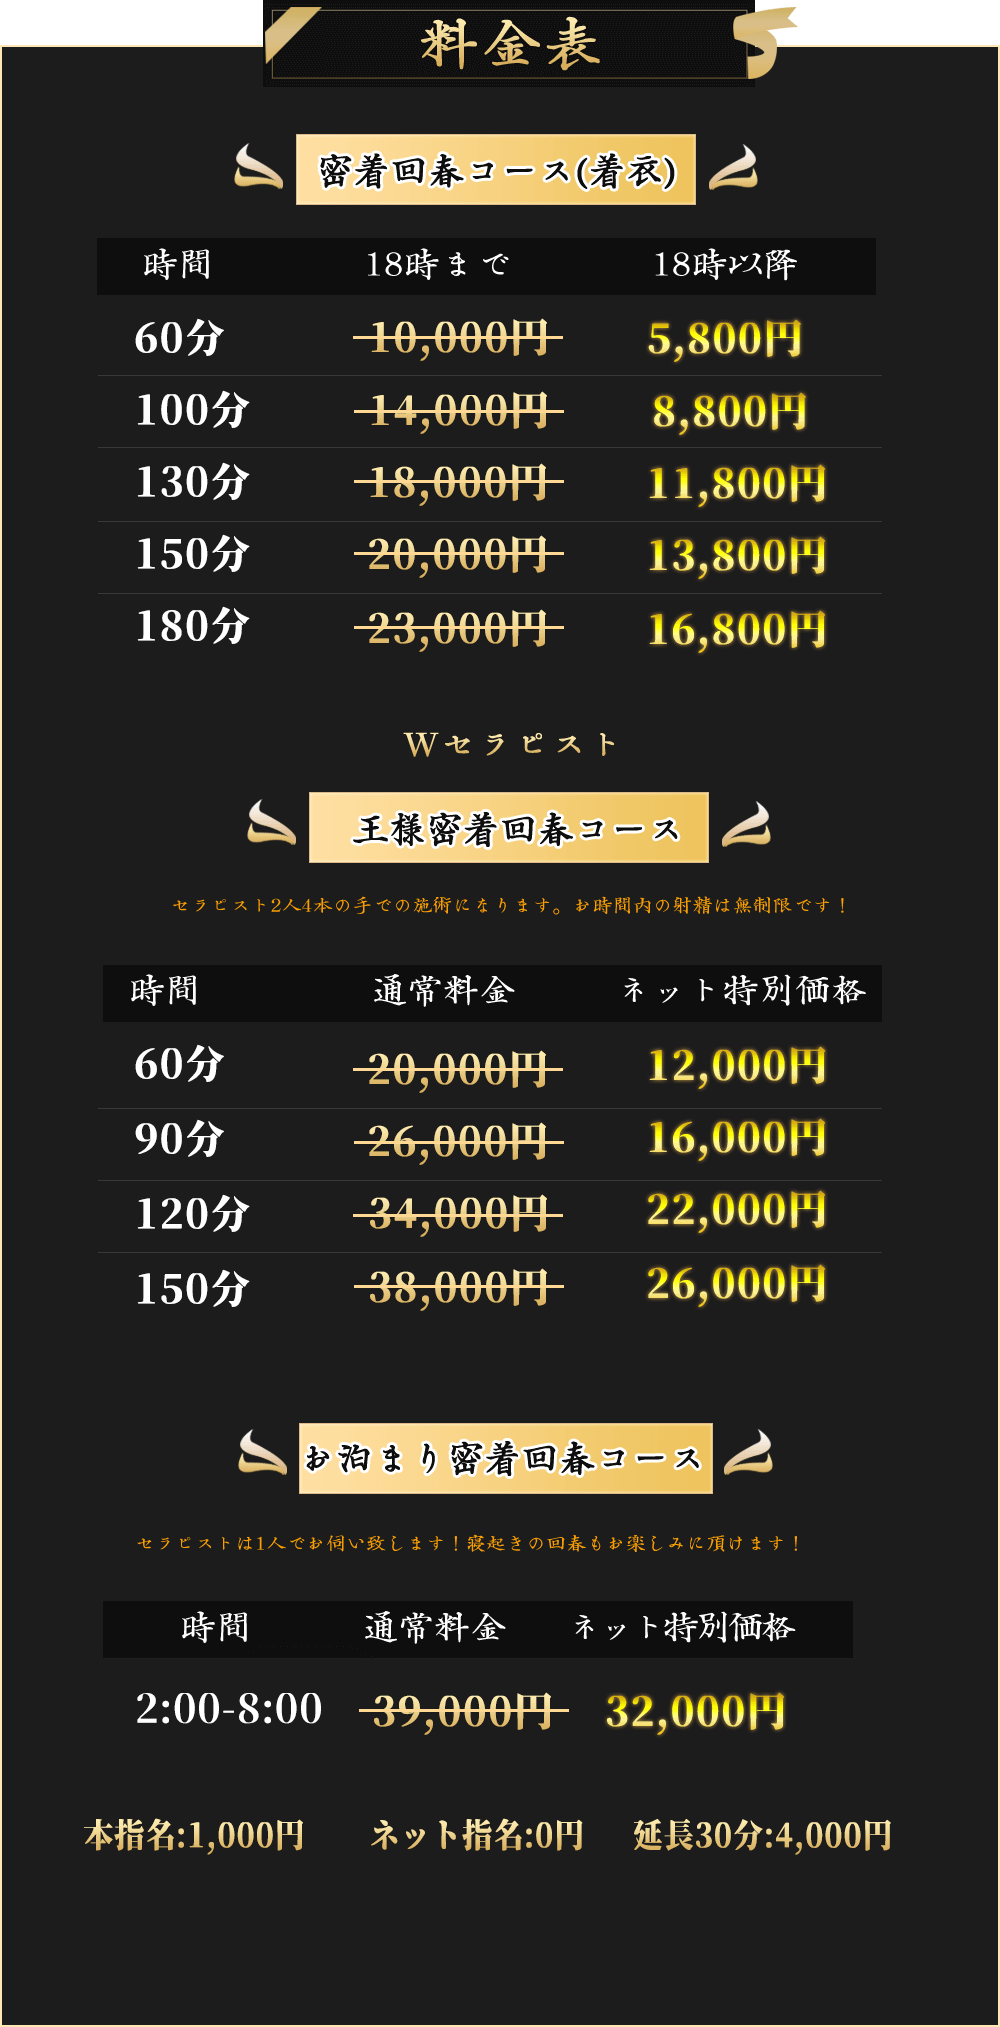 料金表
密着回春コース(着衣)
時間 18時まで 18時以降
60分 10,000円 5,800円
100分 14,000円 8,800円
130分 18,000円 11,800円
150分 20,000円 13,800円
180分 23,000円 16,800円
Wセラピスト
王様密着回春コース
セラピスト2人4本の手での施術になります。お時間内の射精は無制限です！
時間 通常料金 ネット特別価格
60分 20,000円 12,000円
90分 26,000円 16,000円
120分 34,000円 22,000円
150分 38,000円 26,000円
お泊まり密着回春コース
セラピストは1人でお伺い致します！寝起きの回春もお楽しみに頂けます！
時間 通常料金 ネット特別価格
2:00-8:00 39,000円 32,000円
本指名:1,000円 ネット指名:0円 延長30分:4,000円